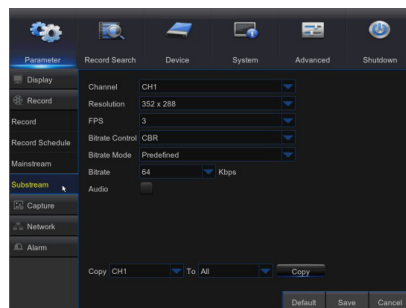 Parameter Record Search Device System Advanced Shutdown
Display
Record
Record
Record Schedule
Mainstream
Substream
Capture
Network
Alarm
Channel CH1
Resolution 352 x 288
FPS 3
Bitrate Control CBR
Bitrate Mode Predefined
Bitrate 64 Kbps
Audio
Copy CH1 To All Copy
Default Save Cancel